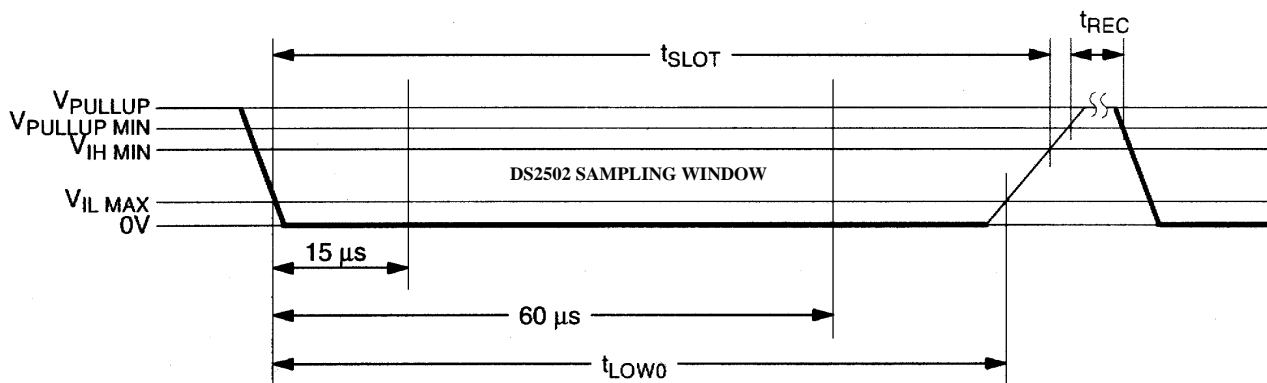 tREC
tSLOT
VPULLUP
VPULLUP MIN
VIH MIN
DS2502 SAMPLING WINDOW
VIL MAX
0V
15 μs
60 μs
tLOW0